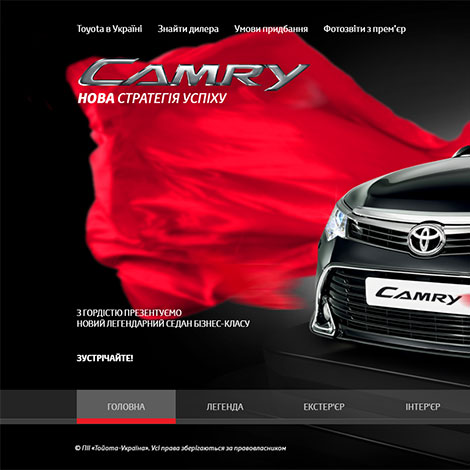 Toyota в Україні Знайти дилера Умови придбання Фотозвіти з прем'єр
CAMRY
НОВА СТРАТЕГІЯ УСПІХУ
CAMRY
З ГОРДІСТЮ ПРЕЗЕНТУЄМО
НОВИЙ ЛЕГЕНДАРНИЙ СЕДАН БІЗНЕС-КЛАСУ
ЗУСТРІЧАЙТЕ!
ГОЛОВНА ЛЕГЕНДА ЕКСТЕР'ЄР ІНТЕР'ЄР
© ПІІ «Тойота-Україна». Усі права зберігаються за правовласником